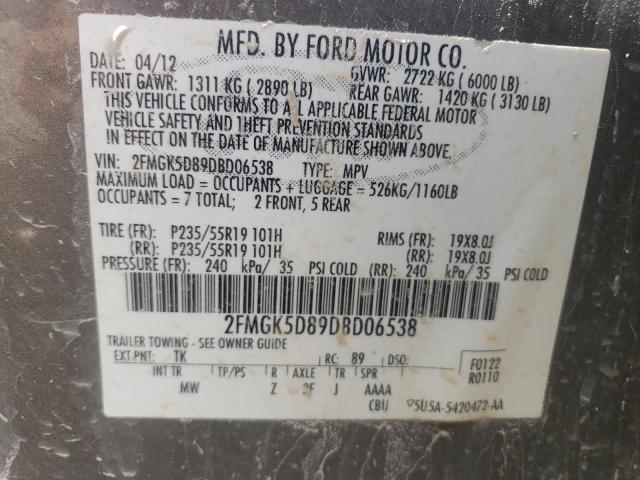 MFD. BY FORD MOTOR CO.
DATE: 04/12 GVWR: 2722 KG (6000 LB)
FRONT GAWR: 1311 KG (2890 LB) REAR GAWR: 1420 KG (3130 LB)
THIS VEHICLE CONFORMS TO ALL APPLICABLE FEDERAL MOTOR
VEHICLE SAFETY AND THEFT PREVENTION STANDARDS
IN EFFECT ON THE DATE OF MANUFACTURE SHOWN ABOVE.
VIN: 2FMGK5D89DBD06538 TYPE: MPV
MAXIMUM LOAD = OCCUPANTS + LUGGAGE = 526KG/1160LB
OCCUPANTS = 7 TOTAL; 2 FRONT, 5 REAR
TIRE (FR): P235/55R19 101H RIMS (FR): 19X8.0J
(RR): P235/55R19 101H (RR): 19X8.0J
PRESSURE (FR): 240 kPa/ 35 PSI COLD (RR): 240 kPa/ 35 PSI COLD
2FMGK5D89DBD06538
TRAILER TOWING - SEE OWNER GUIDE
EXT PNT: TK RC: 89 DSO: F0122
INT TR TP/PS R AXLE TR SPR R0110
MW Z 3F J AAAA
CBU 5U5A-5420472-AA